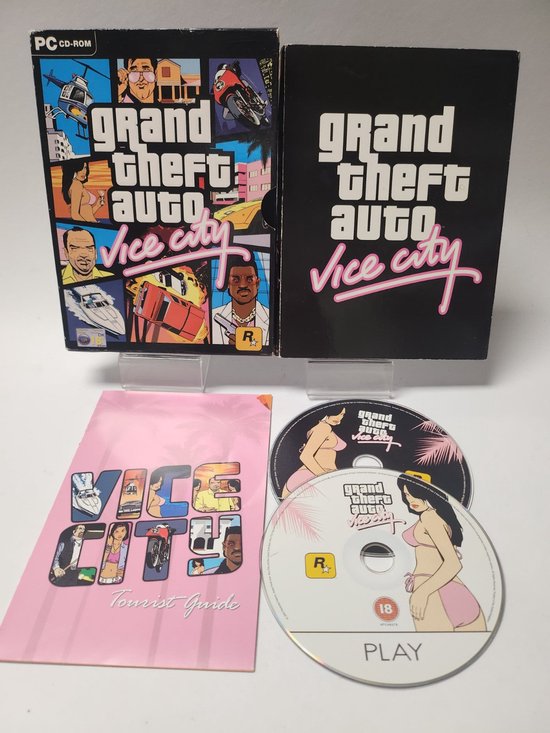 PC CD-ROM
grand
theft
auto
Vice City
R
grand
theft
auto
Vice City
VICE
CITY
Tourist Guide
grand
theft
auto
Vice City
grand
theft
auto
Vice City
R
18
PLAY